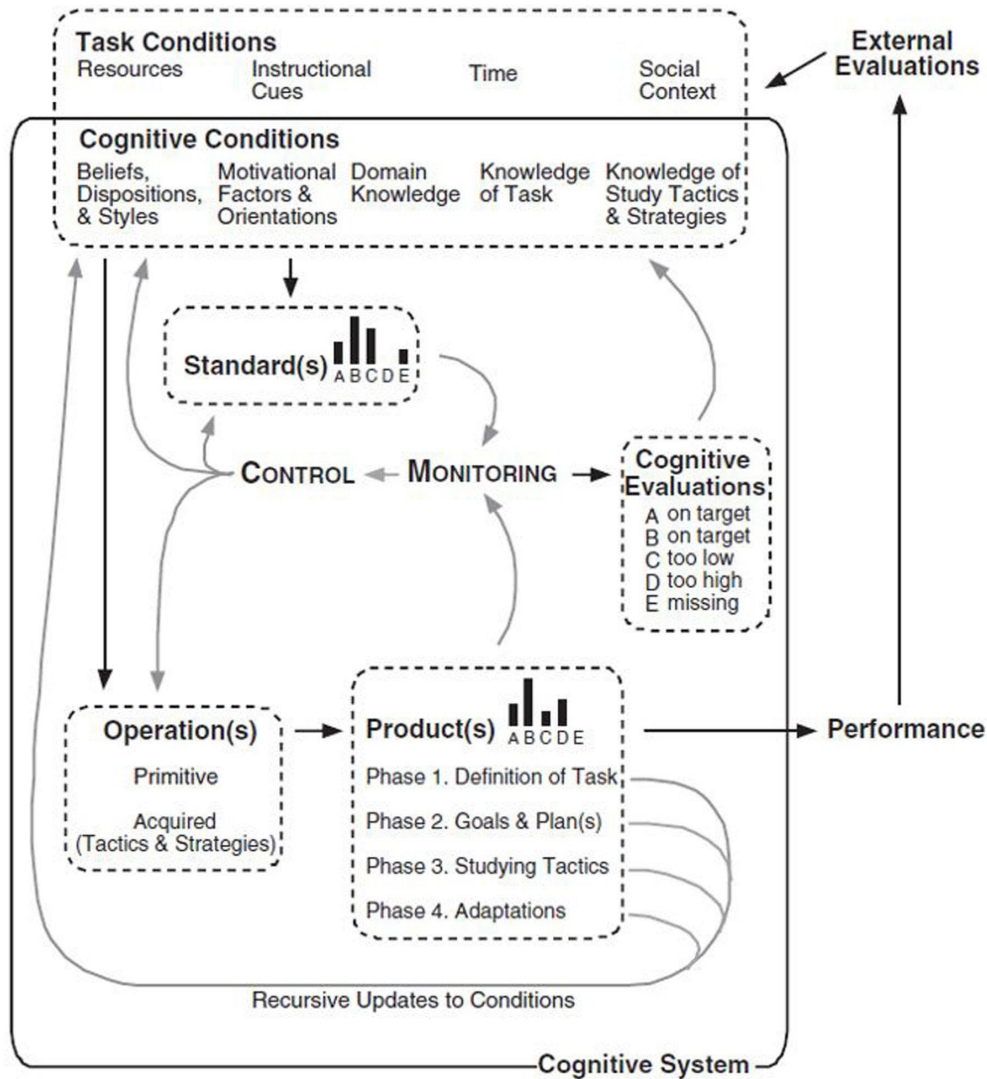 Task Conditions
External
Evaluations
Resources
Instructional
Cues
Time
Social
Context
Cognitive Conditions
Beliefs,
Dispositions,
& Styles
Motivational
Factors &
Orientations
Domain
Knowledge
Knowledge
of Task
Knowledge of
Study Tactics
& Strategies
Standard(s)
A B C D E
CONTROL
MONITORING
Cognitive
Evaluations
A on target
B on target
C too low
D too high
E missing
Operation(s)
Primitive
Acquired
(Tactics & Strategies)
Product(s)
A B C D E
Phase 1. Definition of Task
Phase 2. Goals & Plan(s)
Phase 3. Studying Tactics
Phase 4. Adaptations
Performance
Recursive Updates to Conditions
Cognitive System